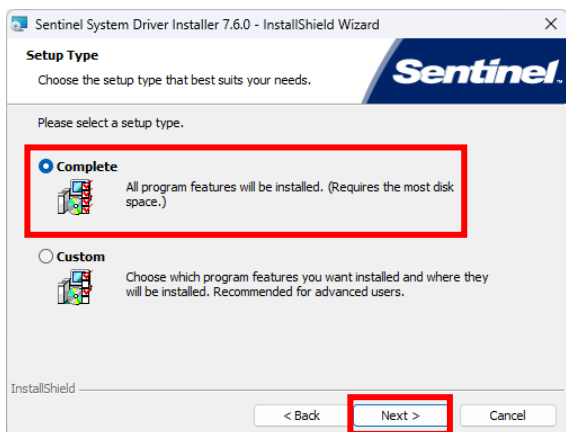 Sentinel System Driver Installer 7.6.0 - InstallShield Wizard
Setup Type
Choose the setup type that best suits your needs.
Sentinel.
Please select a setup type.
Complete
All program features will be installed. (Requires the most disk
space.)
Custom
Choose which program features you want installed and where they
will be installed. Recommended for advanced users.
InstallShield
< Back
Next >
Cancel